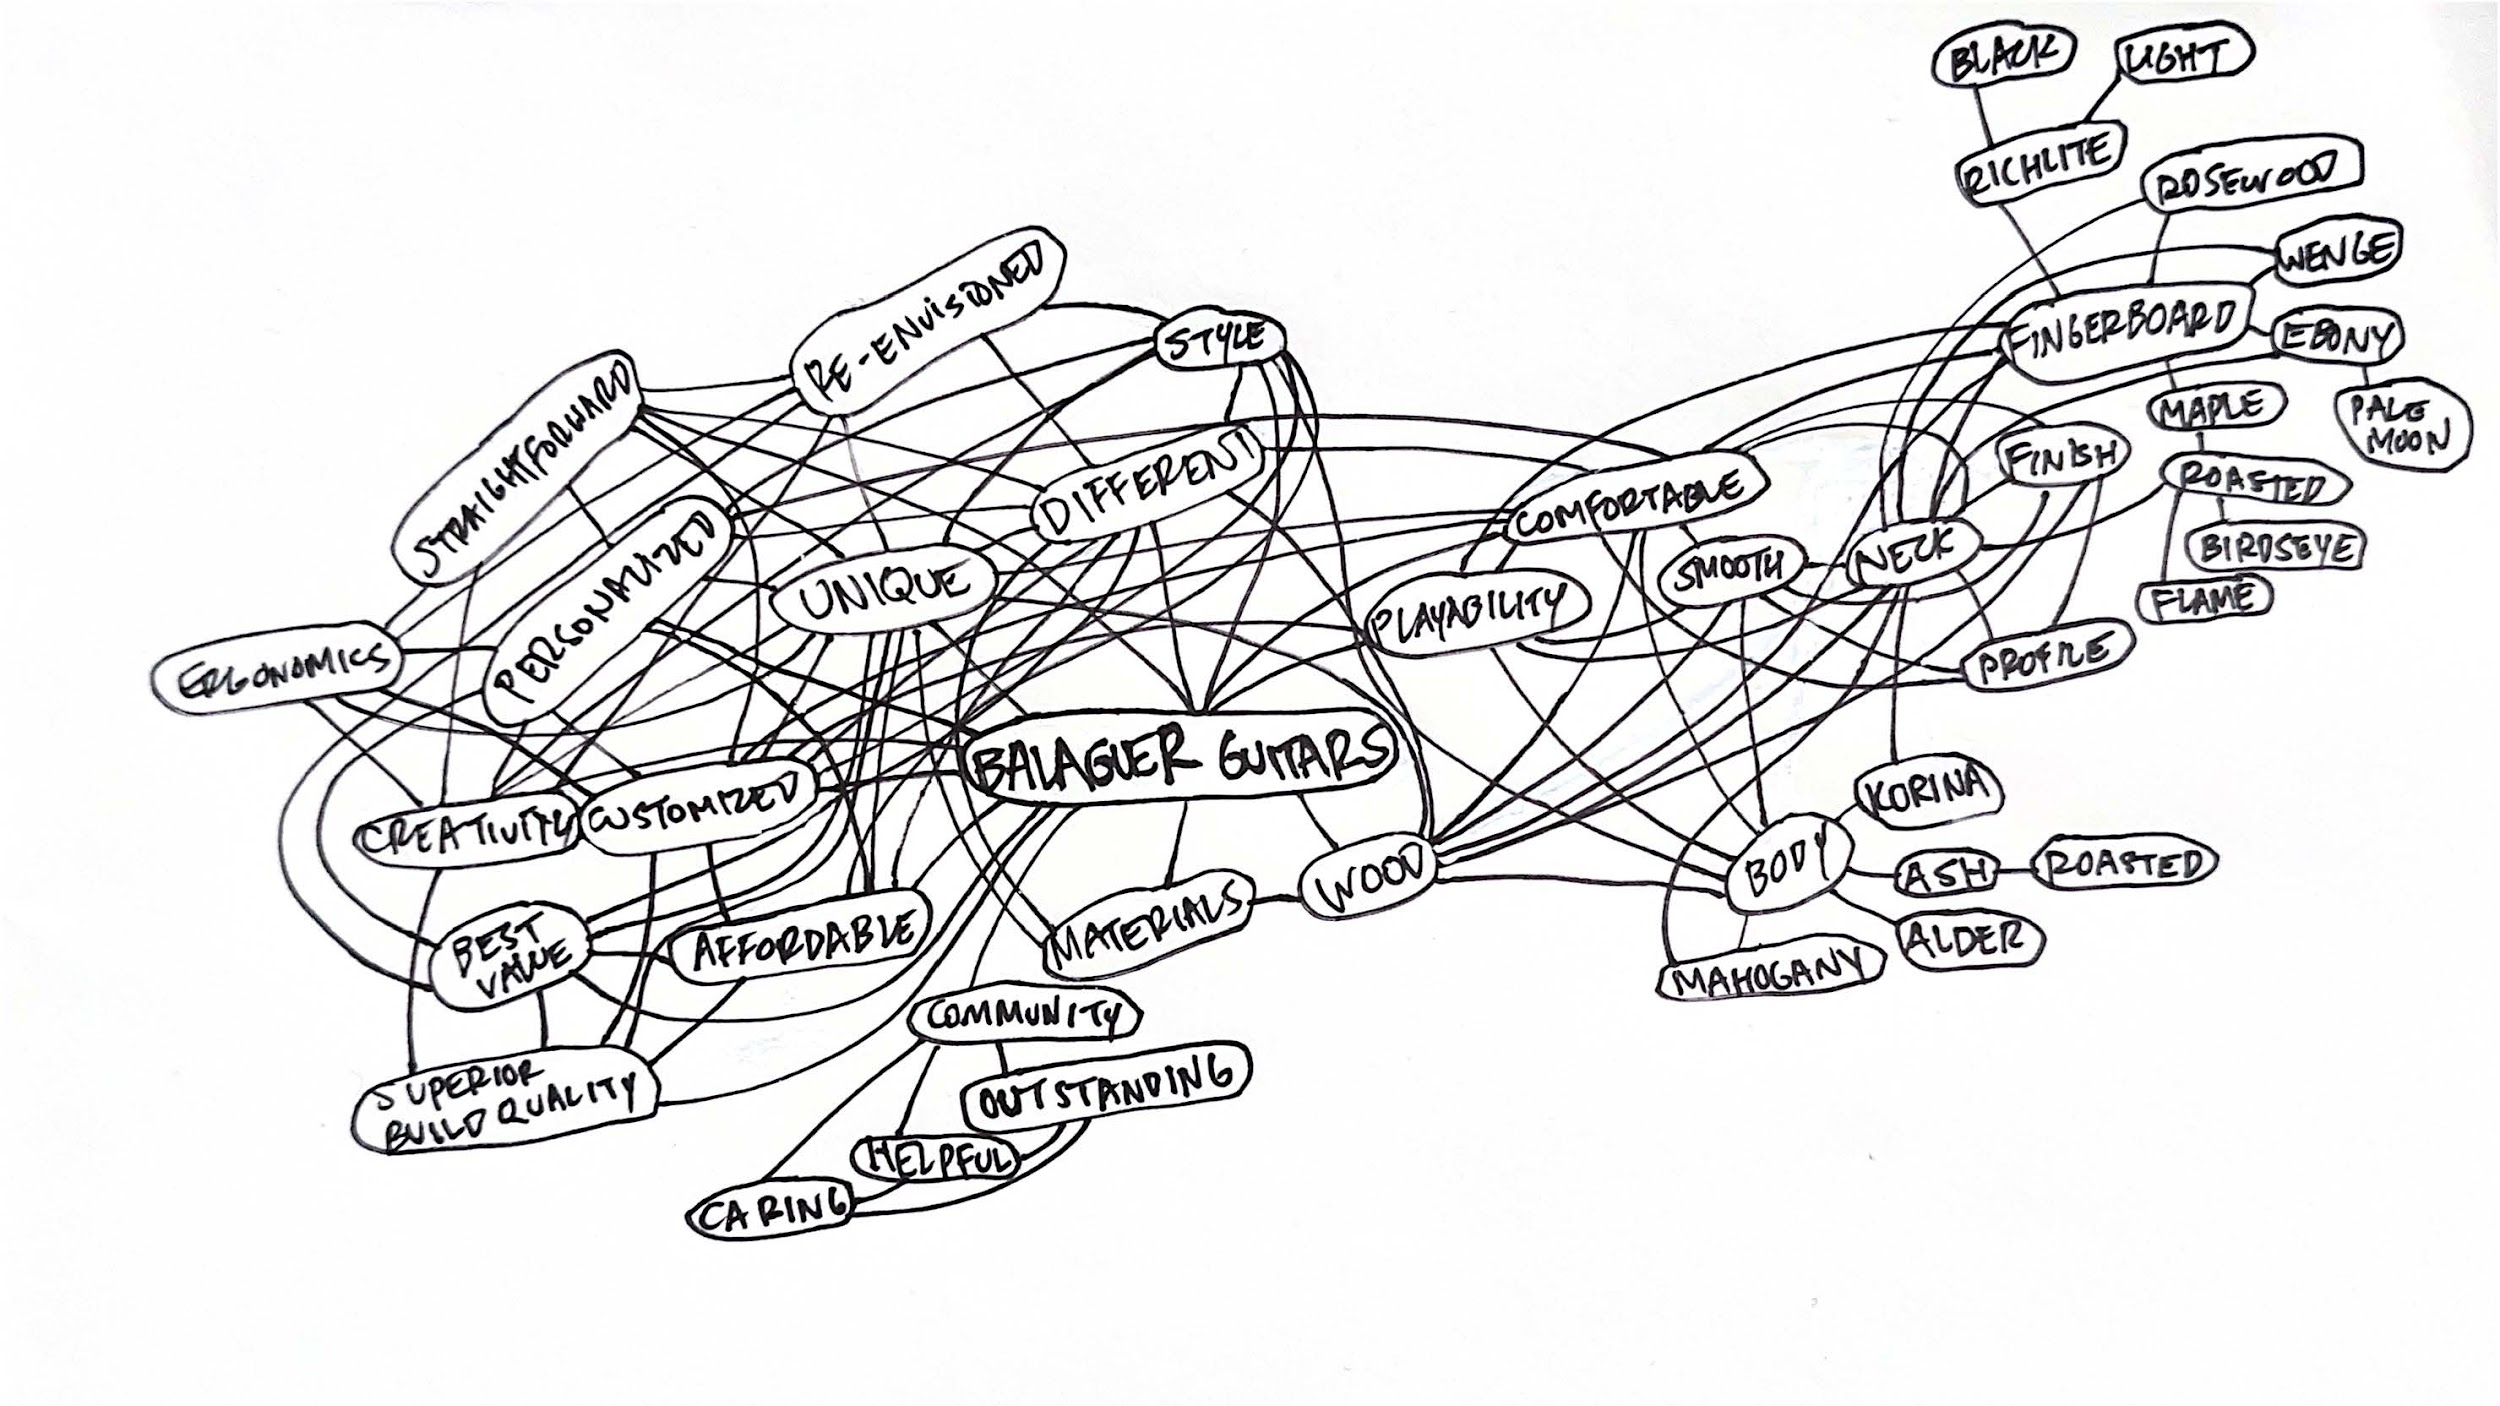 BLACK
LIGHT
RICHLITE
ROSEWOOD
WENGE
RE-ENVISIONED
STYLE
FINGERBOARD
EBONY
STRAIGHTFORWARD
MAPLE
PALE
MOON
DIFFERENT
COMFORTABLE
FINISH
ROASTED
PERSONALIZED
UNIQUE
SMOOTH
NECK
BIRDSEYE
PLAYABILITY
FLAME
ERGONOMICS
PROFILE
BALAGUER GUITARS
CREATIVITY
CUSTOMIZED
KORINA
WOOD
BODY
ASH
ROASTED
BEST
VALUE
AFFORDABLE
MATERIALS
ALDER
MAHOGANY
COMMUNITY
SUPERIOR
BUILD QUALITY
OUTSTANDING
HELPFUL
CARING